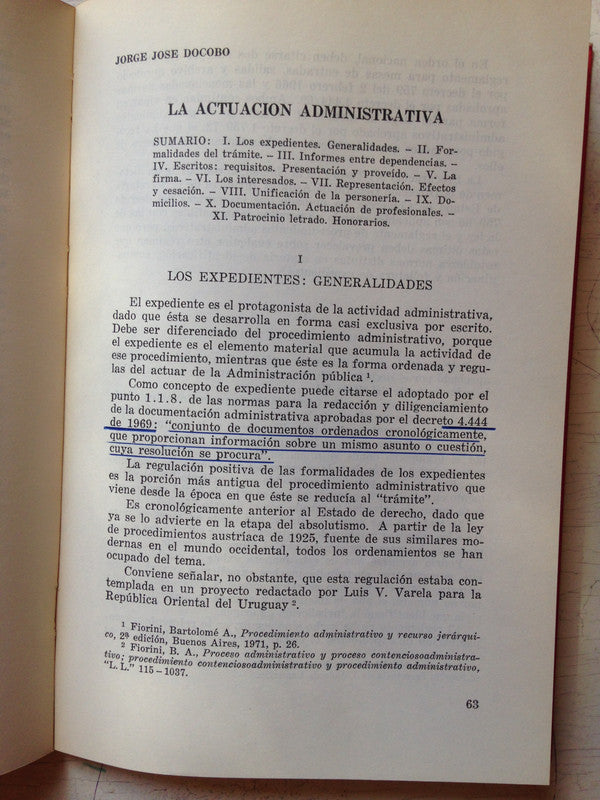 JORGE JOSE DOCOBO
LA ACTUACION ADMINISTRATIVA
SUMARIO: I. Los expedientes. Generalidades. – II. For-
malidades del trámite. – III. Informes entre dependencias. –
IV. Escritos: requisitos. Presentación y proveído. – V. La
firma. – VI. Los interesados. – VII. Representación. Efectos
y cesación. – VIII. Unificación de la personería. – IX. Do-
micilios. – X. Documentación. Actuación de profesionales. –
XI. Patrocinio letrado. Honorarios.
I
LOS EXPEDIENTES: GENERALIDADES
El expediente es el protagonista de la actividad administrativa,
dado que ésta se desarrolla en forma casi exclusiva por escrito.
Debe ser diferenciado del procedimiento administrativo, porque
el expediente es el elemento material que acumula la actividad de
ese procedimiento, mientras que éste es la forma ordenada y regu-
las del actuar de la Administración pública ¹.
Como concepto de expediente puede citarse el adoptado por el
punto 1.1.8. de las normas para la redacción y diligenciamiento
de la documentación administrativa aprobadas por el decreto 4.444
de 1969: "conjunto de documentos ordenados cronológicamente,
que proporcionan información sobre un mismo asunto o cuestión,
cuya resolución se procura".
La regulación positiva de las formalidades de los expedientes
es la porción más antigua del procedimiento administrativo que
viene desde la época en que éste se reducía al "trámite".
Es cronológicamente anterior al Estado de derecho, dado que
ya se lo advierte en la etapa del absolutismo. A partir de la ley
de procedimientos austríaca de 1925, fuente de sus similares mo-
dernas en el mundo occidental, todos los ordenamientos se han
ocupado del tema.
Conviene señalar, no obstante, que esta regulación estaba con-
templada en un proyecto redactado por Luis V. Varela para la
República Oriental del Uruguay ².
¹ Fiorini, Bartolomé A., Procedimiento administrativo y recurso jerárqui-
co, 2ª edición, Buenos Aires, 1971, p. 26.
² Fiorini, B. A., Proceso administrativo y proceso contenciosoadministra-
tivo; procedimiento contenciosoadministrativo y procedimiento administrativo,
"L.L." 115-1037.
63